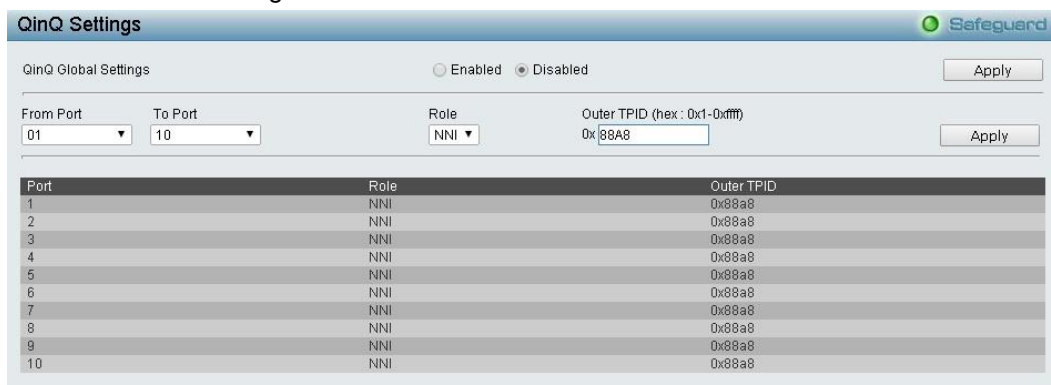 QinQ Settings Safeguard
QinQ Global Settings Enabled Disabled Apply
From Port To Port Role Outer TPID (hex : 0x1-0xffff)
01 10 NNI 0x 88A8 Apply
Port Role Outer TPID
1 NNI 0x88a8
2 NNI 0x88a8
3 NNI 0x88a8
4 NNI 0x88a8
5 NNI 0x88a8
6 NNI 0x88a8
7 NNI 0x88a8
8 NNI 0x88a8
9 NNI 0x88a8
10 NNI 0x88a8